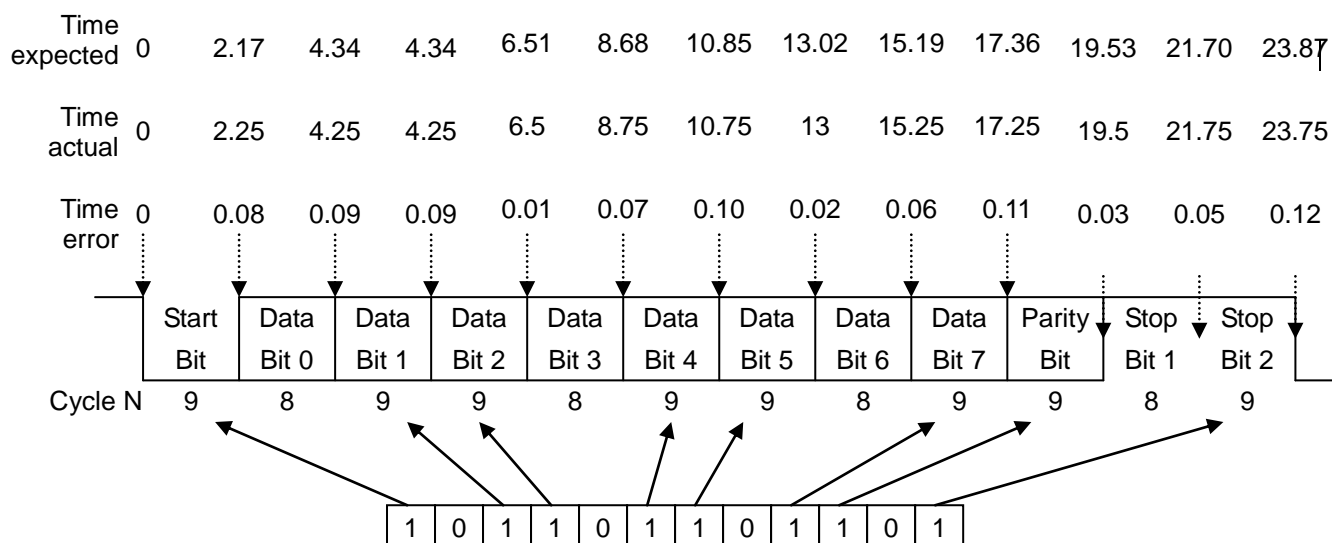 Time expected 0 2.17 4.34 4.34 6.51 8.68 10.85 13.02 15.19 17.36 19.53 21.70 23.87
Time actual 0 2.25 4.25 4.25 6.5 8.75 10.75 13 15.25 17.25 19.5 21.75 23.75
Time error 0 0.08 0.09 0.09 0.01 0.07 0.10 0.02 0.06 0.11 0.03 0.05 0.12
Start Data Data Data Data Data Data Data Data Parity Stop Stop
Bit Bit 0 Bit 1 Bit 2 Bit 3 Bit 4 Bit 5 Bit 6 Bit 7 Bit Bit 1 Bit 2
Cycle N 9 8 9 9 8 9 9 8 9 9 8 9
1 0 1 1 0 1 1 0 1 1 0 1